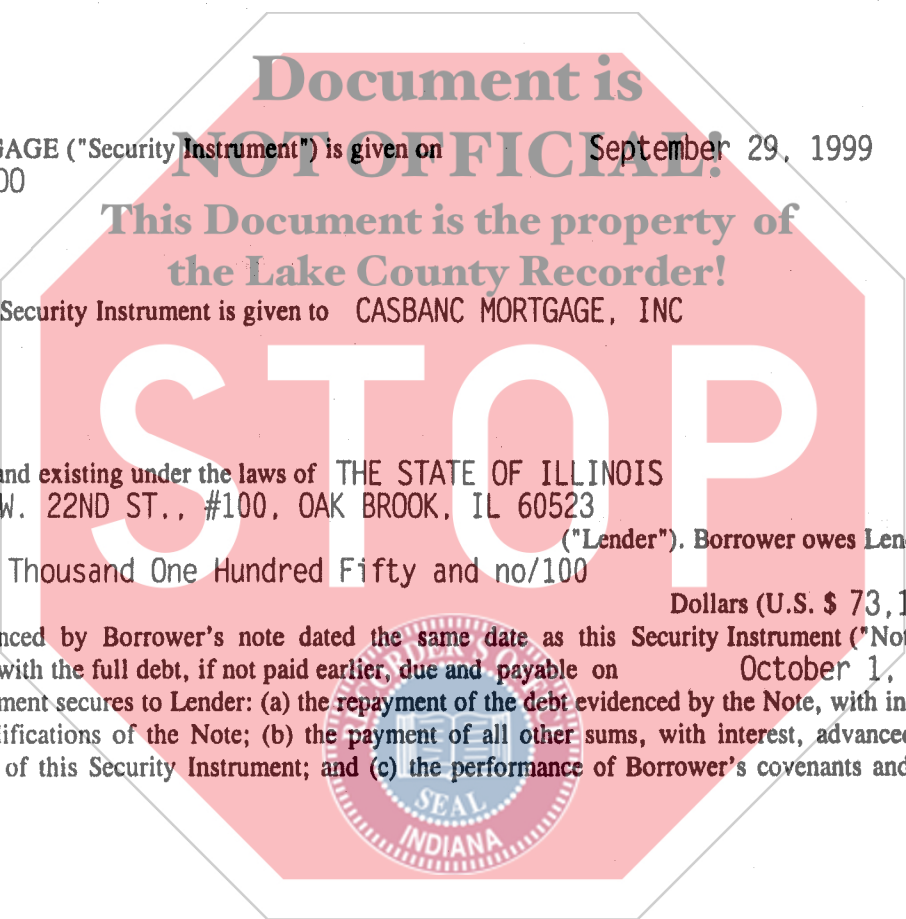 Document is
GAGE ("Security Instrument") is given on September 29, 1999
NOT OFFICIAL!
00
This Document is the property of
the Lake County Recorder!
Security Instrument is given to CASBANC MORTGAGE, INC
STOP
and existing under the laws of THE STATE OF ILLINOIS
W. 22ND ST., #100, OAK BROOK, IL 60523
("Lender"). Borrower owes Len
Thousand One Hundred Fifty and no/100
Dollars (U.S. $ 73,1
nced by Borrower's note dated the same date as this Security Instrument ("Not
with the full debt, if not paid earlier, due and payable on October 1,
ment secures to Lender: (a) the repayment of the debt evidenced by the Note, with in
ifications of the Note; (b) the payment of all other sums, with interest, advance
of this Security Instrument; and (c) the performance of Borrower's covenants and
RECORDER'S OFFICE
SEAL
INDIANA